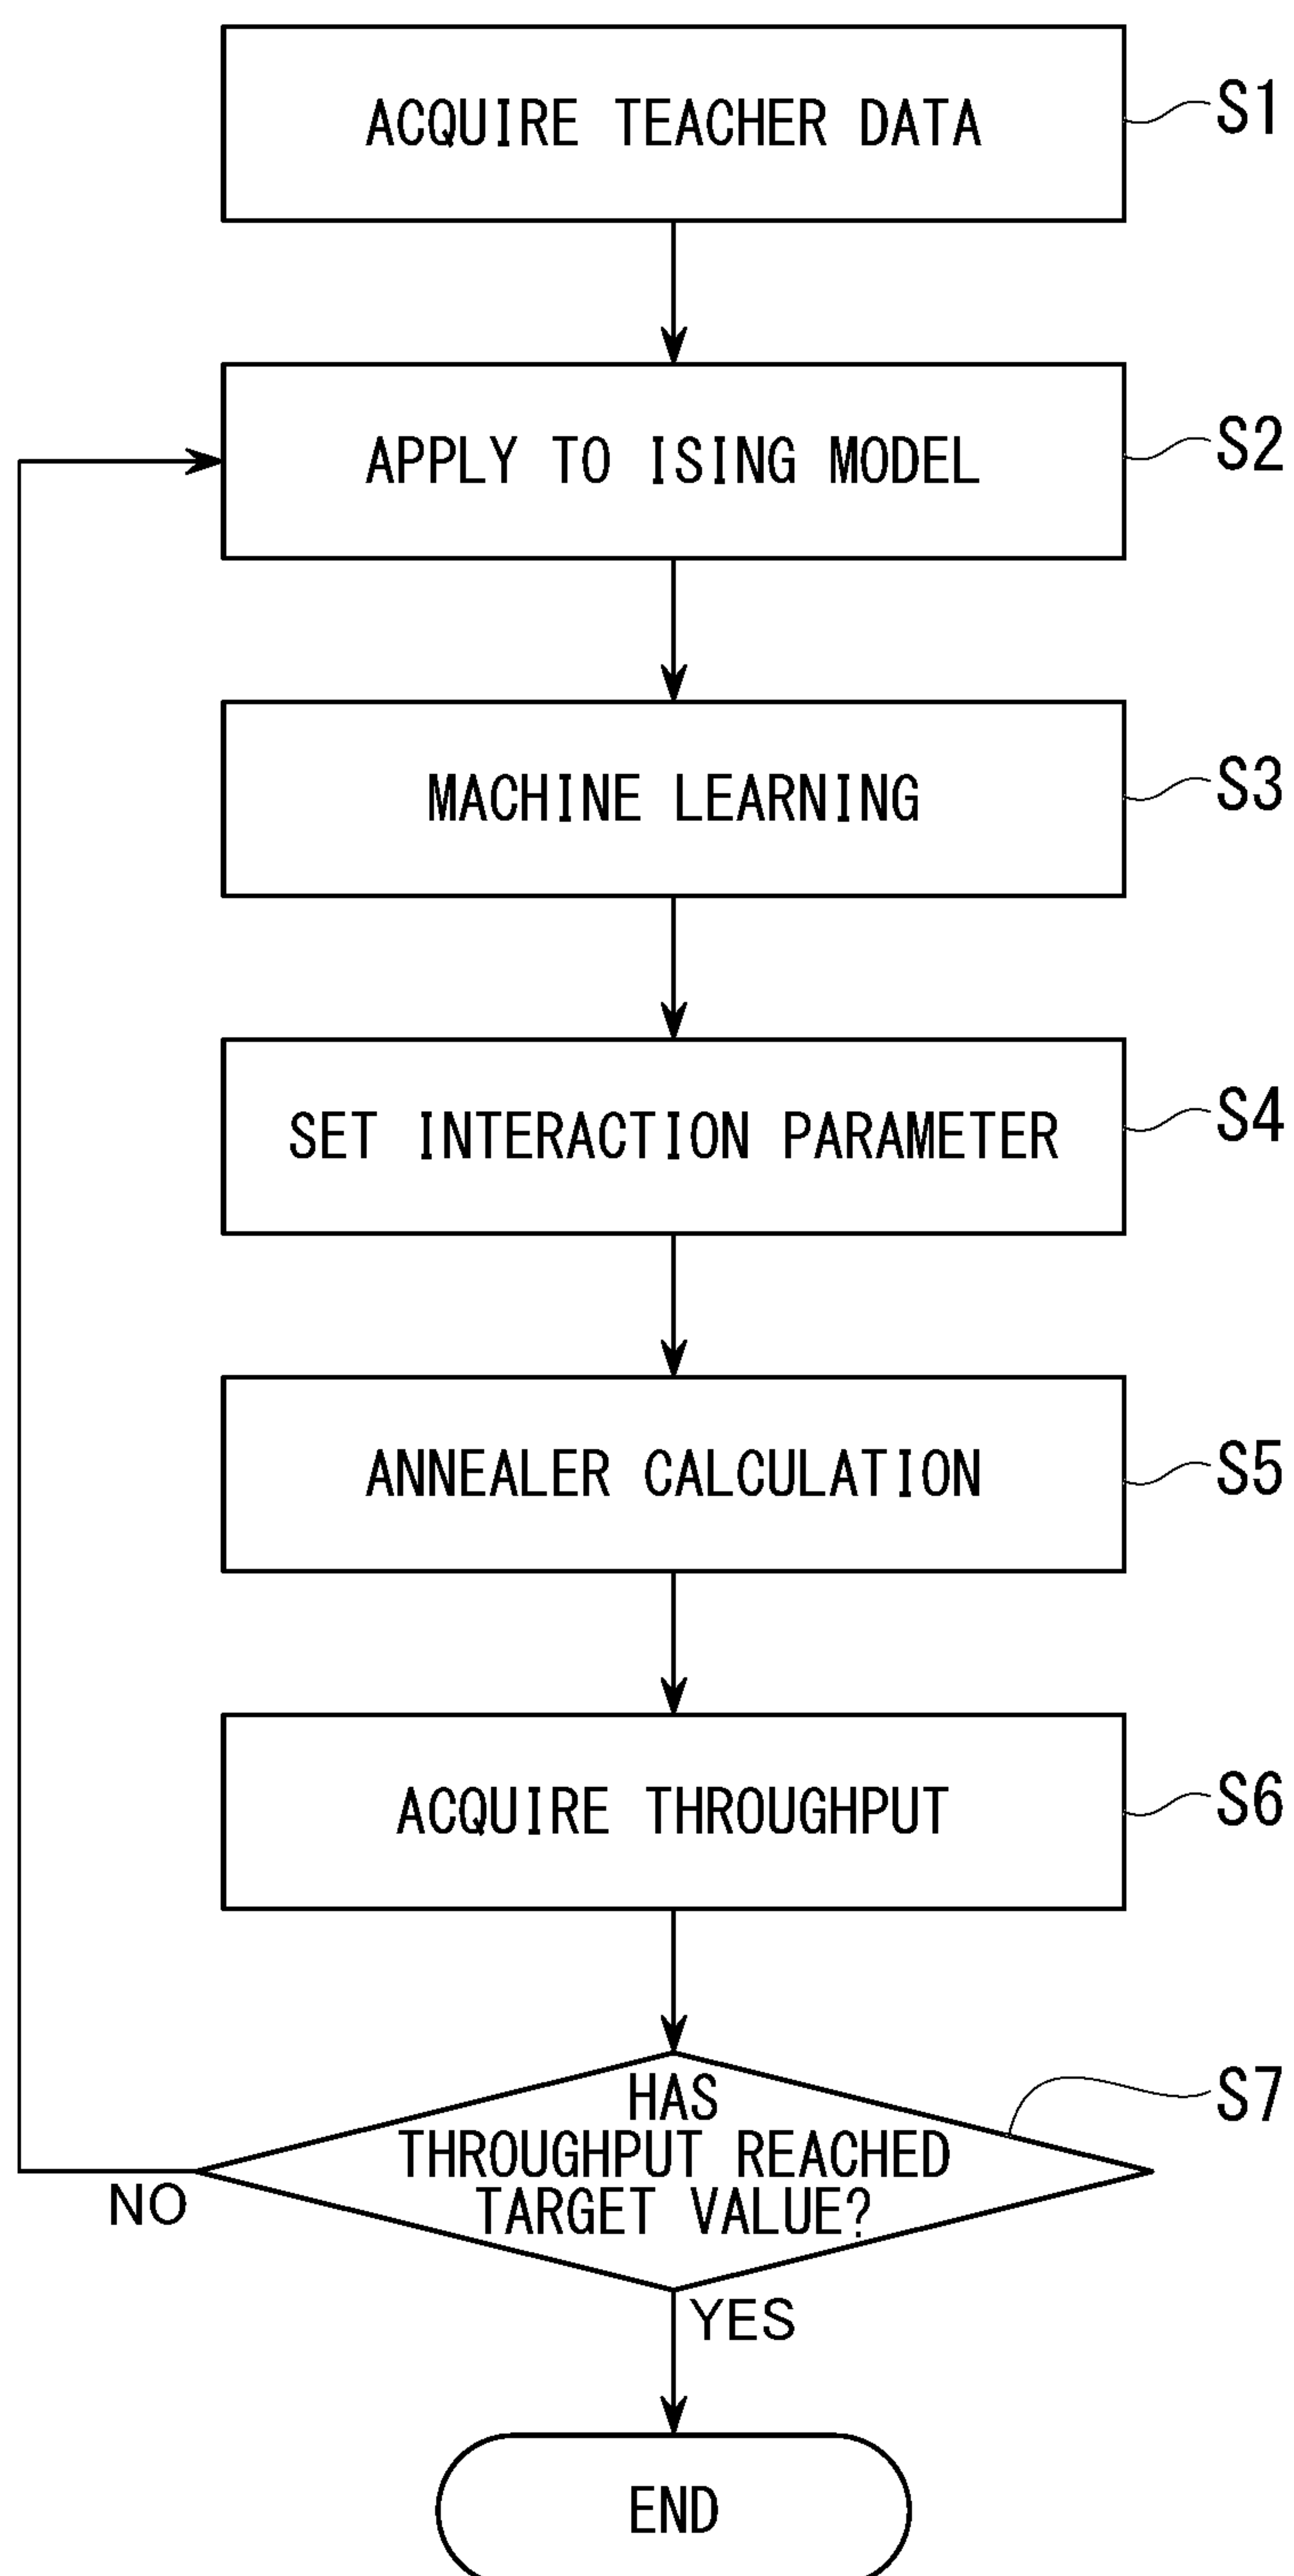 ACQUIRE TEACHER DATA
S1
APPLY TO ISING MODEL
S2
MACHINE LEARNING
S3
SET INTERACTION PARAMETER
S4
ANNEALER CALCULATION
S5
ACQUIRE THROUGHPUT
S6
HAS
THROUGHPUT REACHED
TARGET VALUE?
S7
NO
YES
END